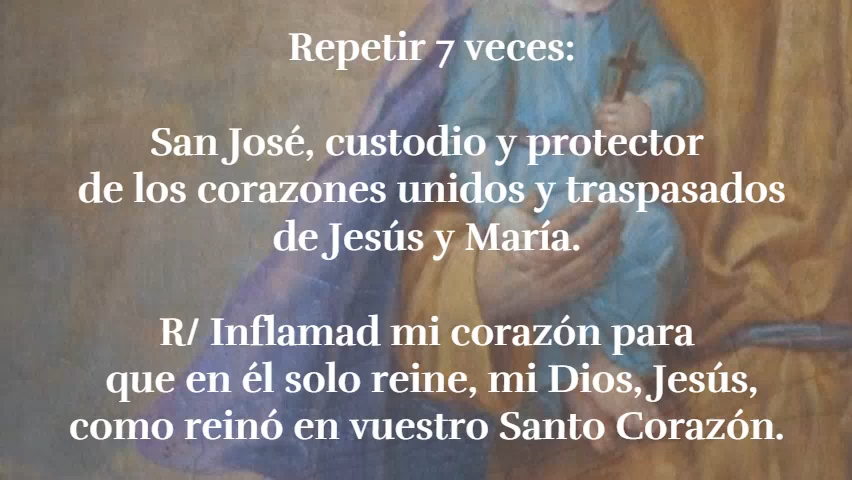 Repetir 7 veces:
San José, custodio y protector
de los corazones unidos y traspasados
de Jesús y María.
R/ Inflamad mi corazón para
que en él solo reine, mi Dios, Jesús,
como reinó en vuestro Santo Corazón.